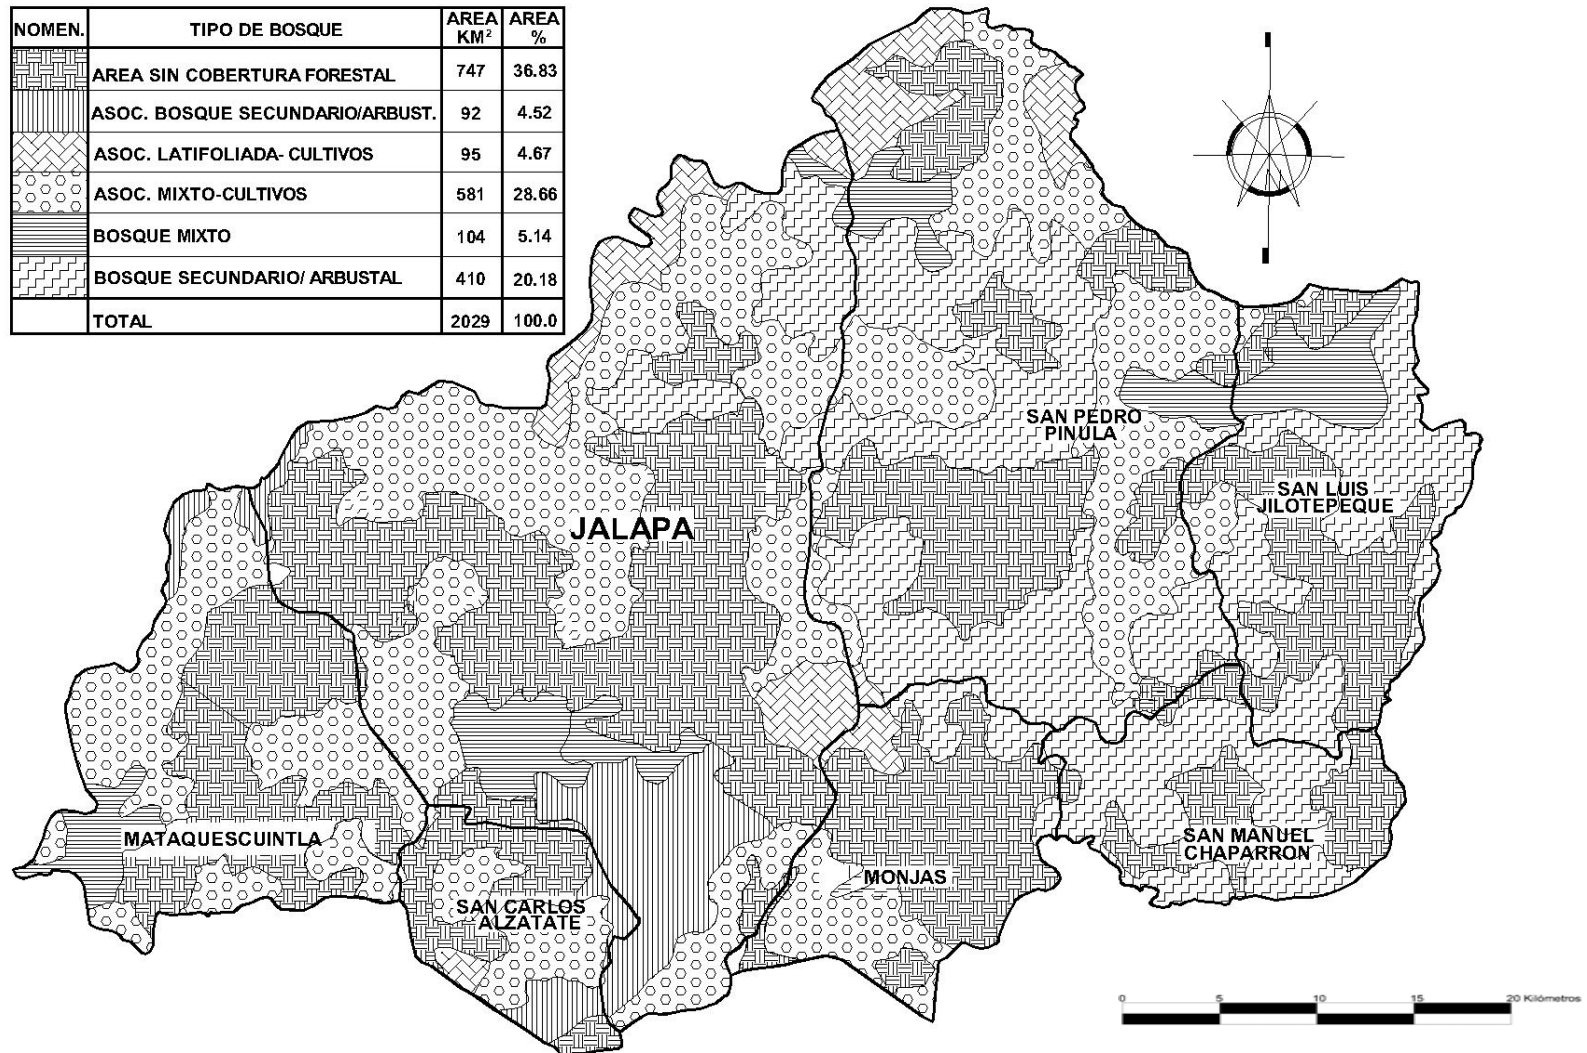 NOMEN. TIPO DE BOSQUE AREA KM² AREA %
AREA SIN COBERTURA FORESTAL 747 36.83
ASOC. BOSQUE SECUNDARIO/ARBUST. 92 4.52
ASOC. LATIFOLIADA- CULTIVOS 95 4.67
ASOC. MIXTO-CULTIVOS 581 28.66
BOSQUE MIXTO 104 5.14
BOSQUE SECUNDARIO/ ARBUSTAL 410 20.18
TOTAL 2029 100.0
N
SAN PEDRO
PINULA
SAN LUIS
JILOTEPEQUE
JALAPA
MATAQUESCUINTLA
SAN MANUEL
CHAPARRON
MONJAS
SAN CARLOS
ALZATATE
0 5 10 15 20 Kilómetros